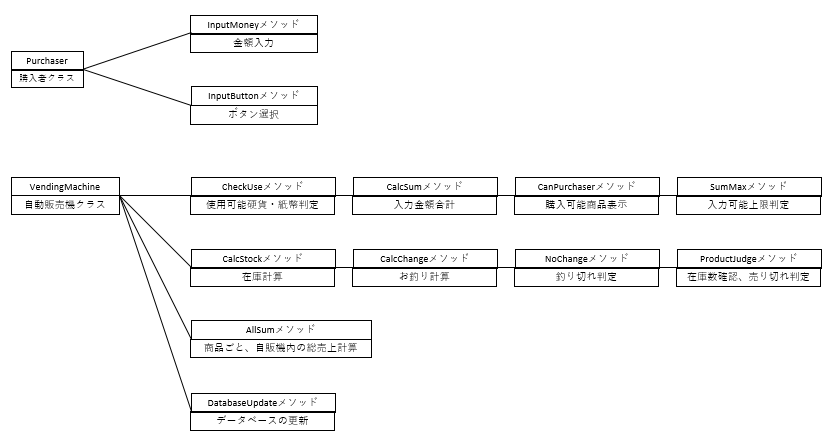 InputMoneyメソッド
金額入力
Purchaser
購入者クラス
InputButtonメソッド
ボタン選択
VendingMachine
自動販売機クラス
CheckUseメソッド
使用可能硬貨・紙幣判定
CalcSumメソッド
入力金額合計
CanPurchaserメソッド
購入可能商品表示
SumMaxメソッド
入力可能上限判定
CalcStockメソッド
在庫計算
CalcChangeメソッド
お釣り計算
NoChangeメソッド
釣り切れ判定
ProductJudgeメソッド
在庫数確認、売り切れ判定
AllSumメソッド
商品ごと、自販機内の総売上計算
DatabaseUpdateメソッド
データベースの更新